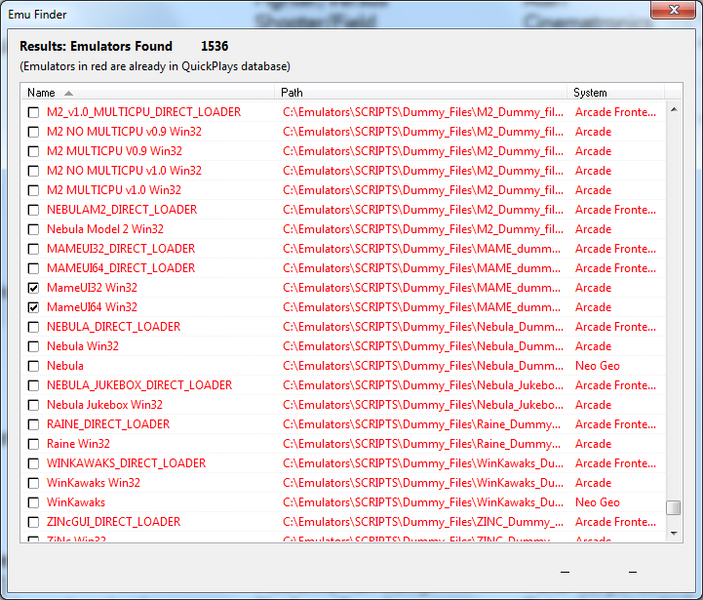 Emu Finder
Results: Emulators Found 1536
(Emulators in red are already in QuickPlays database)
Name Path System
M2_v1.0_MULTICPU_DIRECT_LOADER C:\Emulators\SCRIPTS\Dummy_Files\M2_Dummy_fil... Arcade Fronte...
M2 NO MULTICPU v0.9 Win32 C:\Emulators\SCRIPTS\Dummy_Files\M2_Dummy_fil... Arcade
M2 MULTICPU V0.9 Win32 C:\Emulators\SCRIPTS\Dummy_Files\M2_Dummy_fil... Arcade
M2 NO MULTICPU v1.0 Win32 C:\Emulators\SCRIPTS\Dummy_Files\M2_Dummy_fil... Arcade
M2 MULTICPU v1.0 Win32 C:\Emulators\SCRIPTS\Dummy_Files\M2_Dummy_fil... Arcade
NEBULAM2_DIRECT_LOADER C:\Emulators\SCRIPTS\Dummy_Files\M2_Dummy_fil... Arcade Fronte...
Nebula Model 2 Win32 C:\Emulators\SCRIPTS\Dummy_Files\M2_Dummy_fil... Arcade
MAMEUI32_DIRECT_LOADER C:\Emulators\SCRIPTS\Dummy_Files\MAME_dumm... Arcade Fronte...
MAMEUI64_DIRECT_LOADER C:\Emulators\SCRIPTS\Dummy_Files\MAME_dumm... Arcade Fronte...
MameUI32 Win32 C:\Emulators\SCRIPTS\Dummy_Files\MAME_dumm... Arcade
MameUI64 Win32 C:\Emulators\SCRIPTS\Dummy_Files\MAME_dumm... Arcade
NEBULA_DIRECT_LOADER C:\Emulators\SCRIPTS\Dummy_Files\Nebula_Dumm... Arcade Fronte...
Nebula Win32 C:\Emulators\SCRIPTS\Dummy_Files\Nebula_Dumm... Arcade
Nebula C:\Emulators\SCRIPTS\Dummy_Files\Nebula_Dumm... Neo Geo
NEBULA_JUKEBOX_DIRECT_LOADER C:\Emulators\SCRIPTS\Dummy_Files\Nebula_Jukebo... Arcade Fronte...
Nebula Jukebox Win32 C:\Emulators\SCRIPTS\Dummy_Files\Nebula_Jukebo... Arcade
RAINE_DIRECT_LOADER C:\Emulators\SCRIPTS\Dummy_Files\Raine_Dummy... Arcade Fronte...
Raine Win32 C:\Emulators\SCRIPTS\Dummy_Files\Raine_Dummy... Arcade
WINKAWAKS_DIRECT_LOADER C:\Emulators\SCRIPTS\Dummy_Files\WinKawaks_Du... Arcade Fronte...
WinKawaks Win32 C:\Emulators\SCRIPTS\Dummy_Files\WinKawaks_Du... Arcade
WinKawaks C:\Emulators\SCRIPTS\Dummy_Files\WinKawaks_Du... Neo Geo
ZINcGUI_DIRECT_LOADER C:\Emulators\SCRIPTS\Dummy_Files\ZINC_Dummy_... Arcade Fronte...
ZiNc Win32 C:\Emulators\SCRIPTS\Dummy_Files\ZINC_Dummy_... Arcade